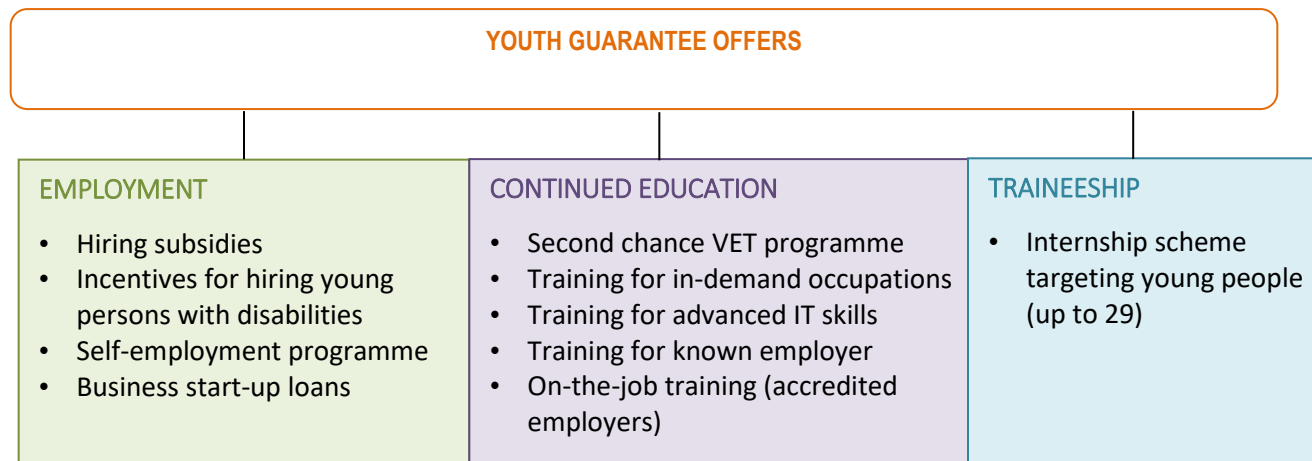 YOUTH GUARANTEE OFFERS
EMPLOYMENT
• Hiring subsidies
• Incentives for hiring young
persons with disabilities
• Self-employment programme
• Business start-up loans
CONTINUED EDUCATION
• Second chance VET programme
• Training for in-demand occupations
• Training for advanced IT skills
• Training for known employer
• On-the-job training (accredited
employers)
TRAINEESHIP
• Internship scheme
targeting young people
(up to 29)